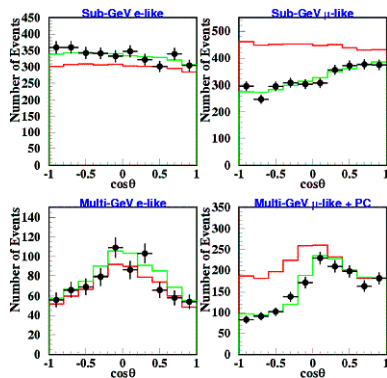 Sub-GeV e-like
Number of Events
450
400
350
300
250
200
150
100
50
0
-1 -0.5 0 0.5 1
cosθ
Sub-GeV μ-like
Number of Events
500
400
300
200
100
0
-1 -0.5 0 0.5 1
cosθ
Multi-GeV e-like
Number of Events
140
120
100
80
60
40
20
0
-1 -0.5 0 0.5 1
cosθ
Multi-GeV μ-like + PC
Number of Events
350
300
250
200
150
100
50
0
-1 -0.5 0 0.5 1
cosθ